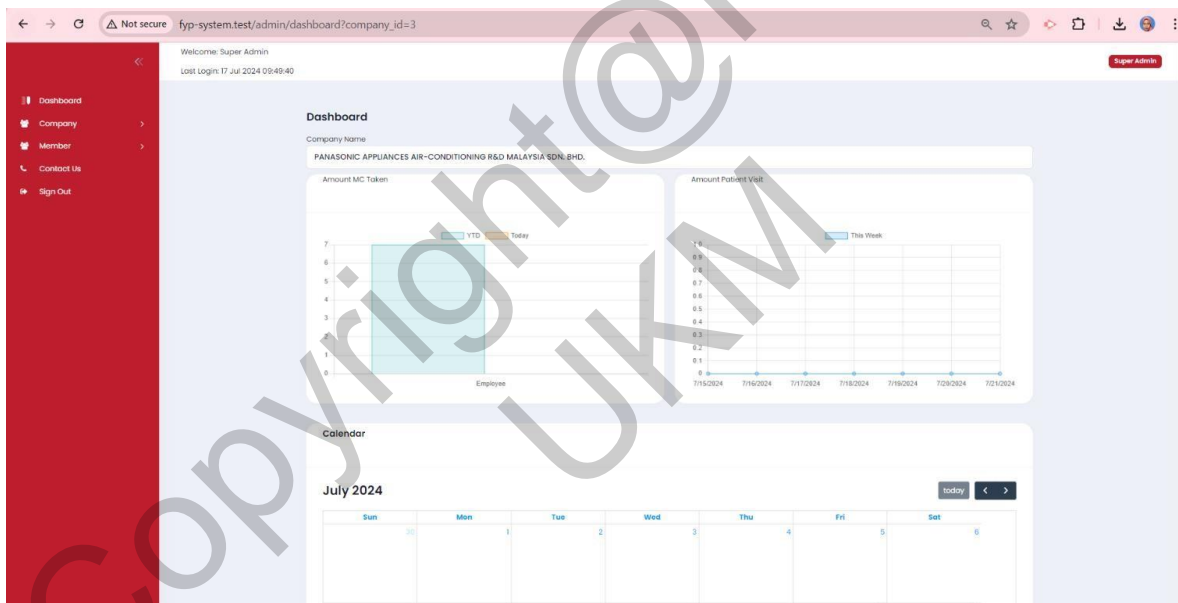 Not secure fyp-system.test/admin/dashboard?company_id=3
Welcome: Super Admin
Last Login: 17 Jul 2024 09:49:40
Super Admin
Dashboard
Company
Member
Contact Us
Sign Out
Dashboard
Company Name
PANASONIC APPLIANCES AIR-CONDITIONING R&D MALAYSIA SDN. BHD.
Amount MC Taken
YTD Today
7
6
5
4
3
2
1
0
Employee
Amount Patient Visit
This Week
1.0
0.9
0.8
0.7
0.6
0.5
0.4
0.3
0.2
0.1
0
7/15/2024 7/16/2024 7/17/2024 7/18/2024 7/19/2024 7/20/2024 7/21/2024
Calendar
July 2024
today
Sun Mon Tue Wed Thu Fri Sat
30 1 2 3 4 5 6
Copyright@
UKM